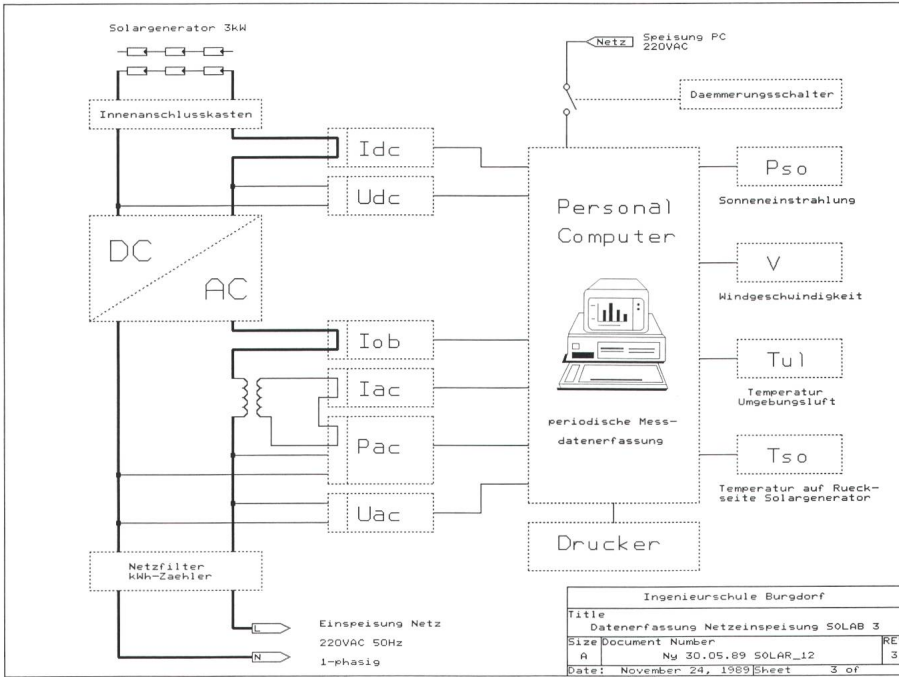 Solargenerator 3kW
Netz
Speisung PC
220VAC
Innenanschlusskasten
Daemmerungsschalter
Idc
Udc
Pso
Sonneneinstrahlung
Personal
Computer
DC
AC
V
Windgeschwindigkeit
Iob
Iac
Tul
Temperatur
Umgebungsluft
periodische Mess-
datenerfassung
Pac
Tso
Temperatur auf Rueck-
seite Solargenerator
Uac
Drucker
Netzfilter
kWh-Zaehler
L
Einspeisung Netz
220VAC 50Hz
N
1-phasig
Ingenieurschule Burgdorf
Title
Datenerfassung Netzeinspeisung SOLAB 3
Size Document Number RE
A Ny 30.05.89 SOLAR_12 3
Date: November 24, 1989 Sheet 3 of